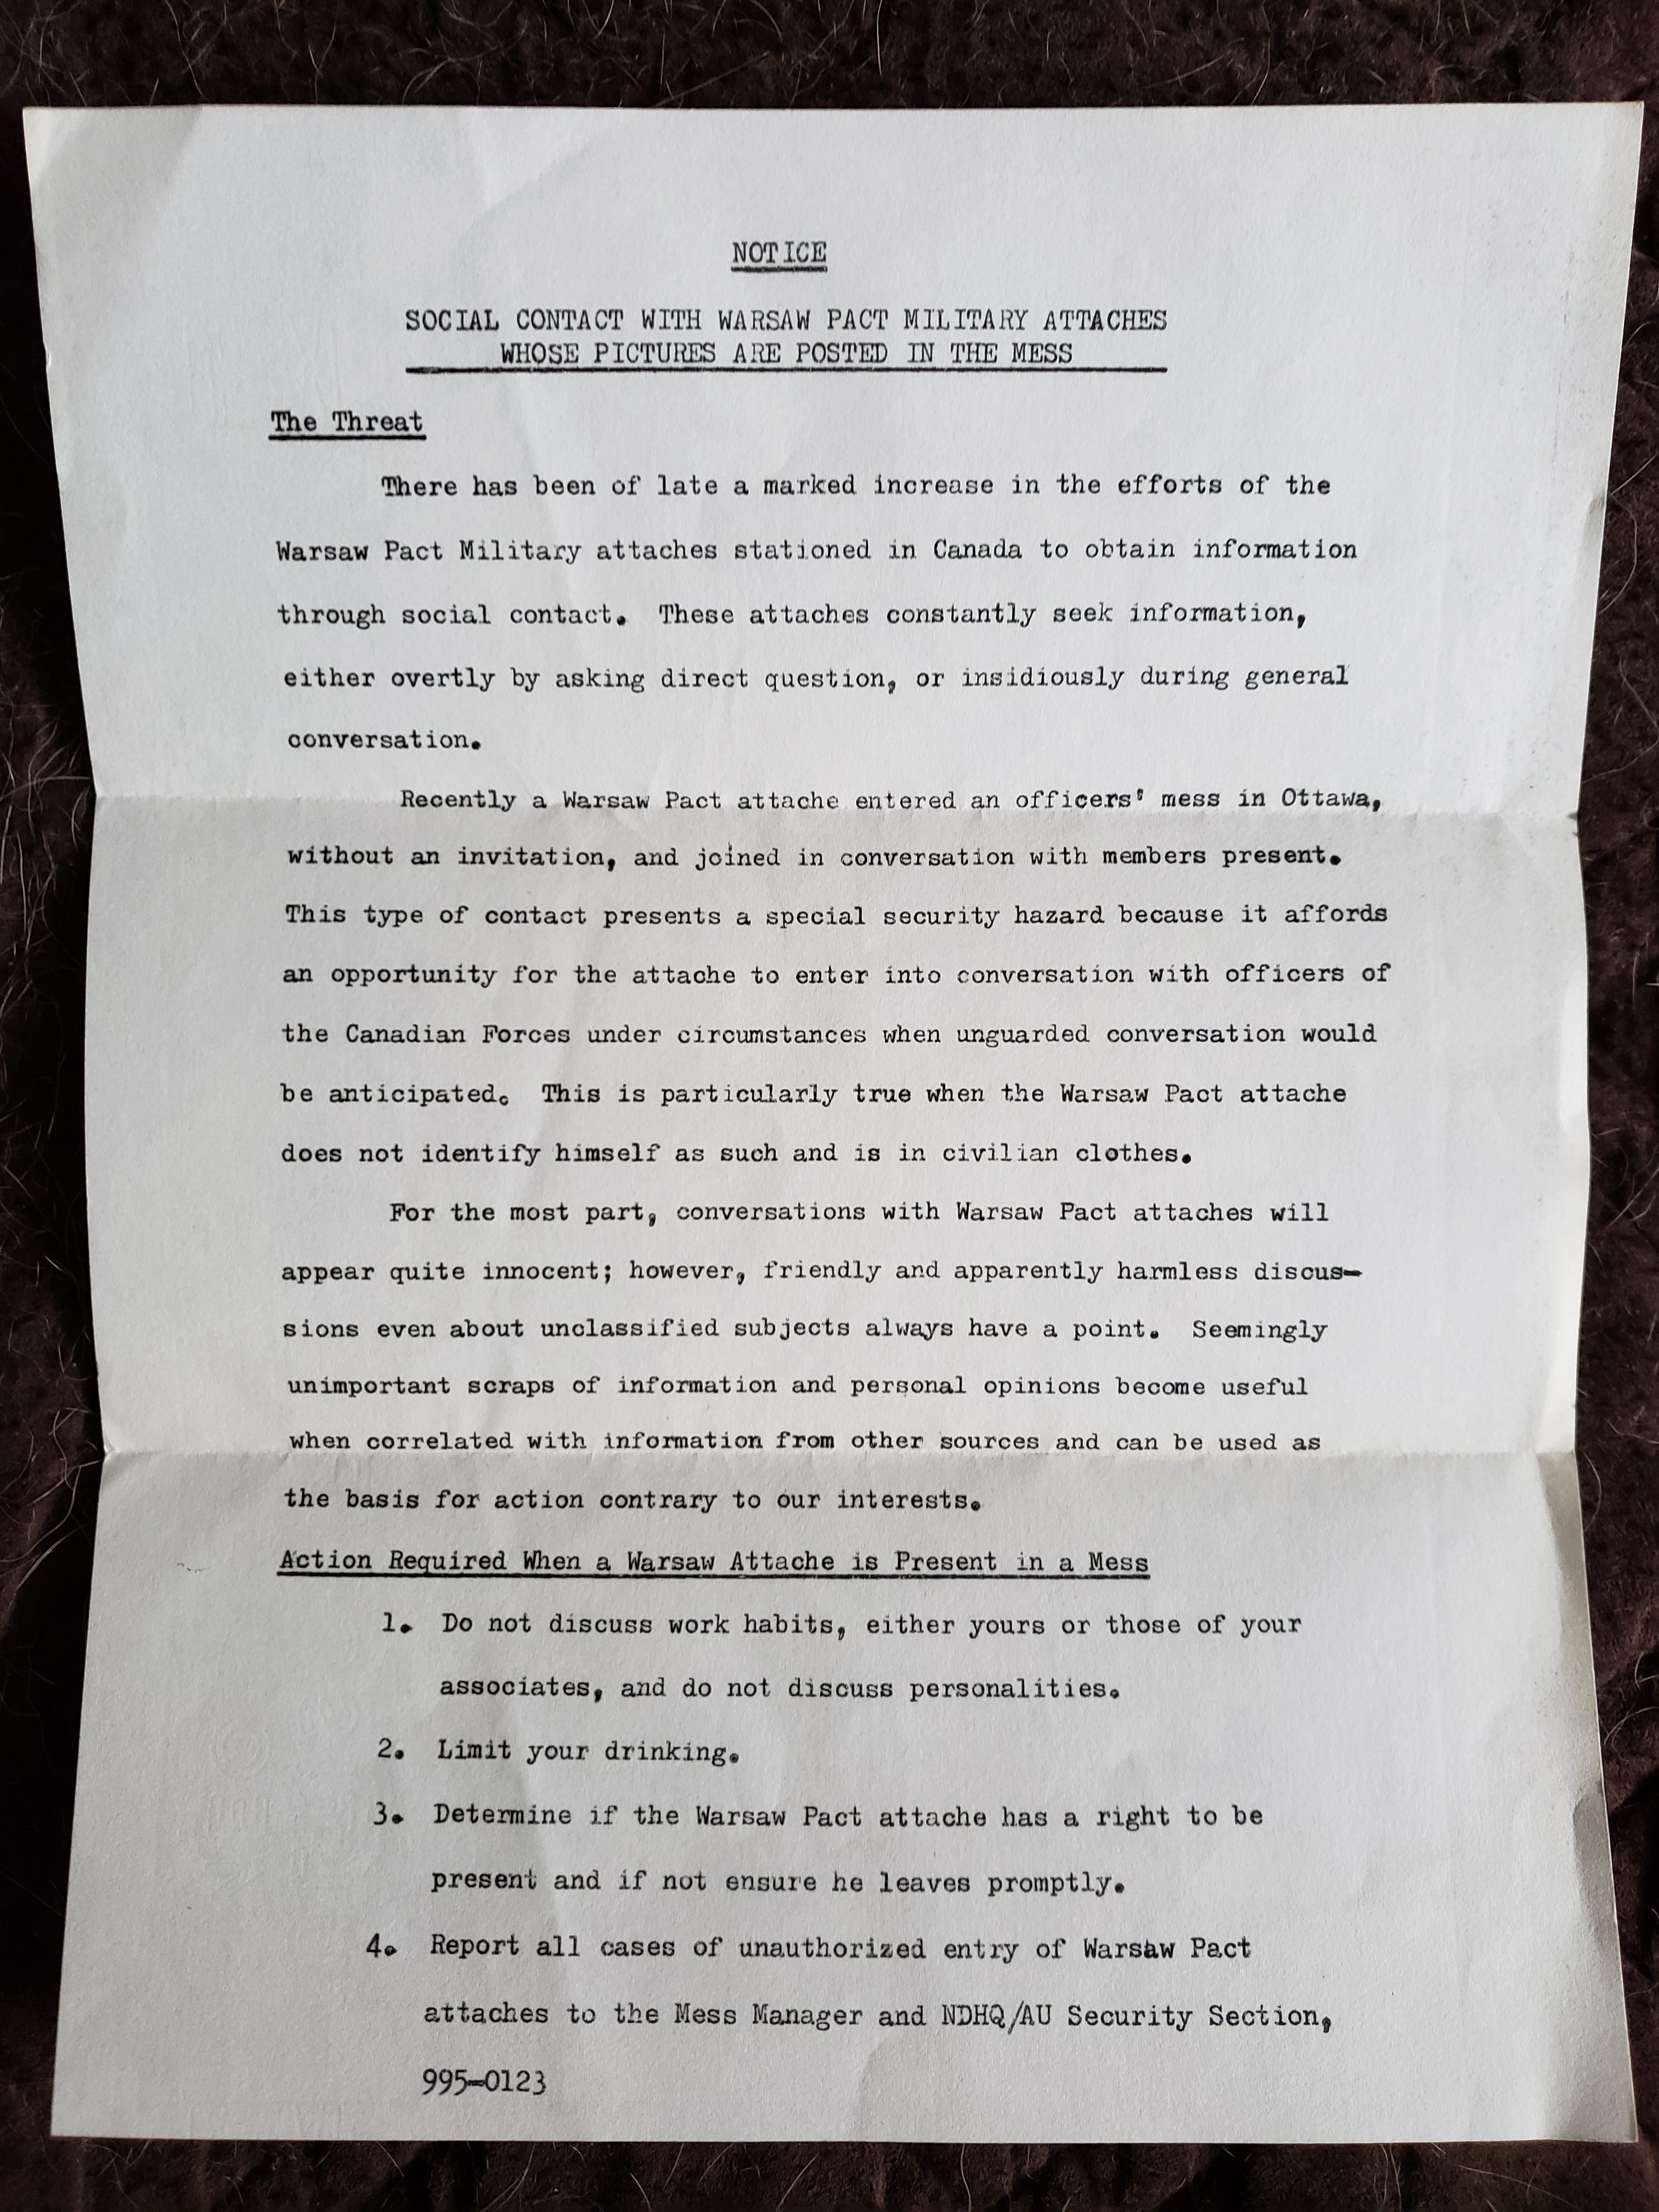 NOTICE
SOCIAL CONTACT WITH WARSAW PACT MILITARY ATTACHES
WHOSE PICTURES ARE POSTED IN THE MESS
The Threat
There has been of late a marked increase in the efforts of the
Warsaw Pact Military attaches stationed in Canada to obtain information
through social contact. These attaches constantly seek information,
either overtly by asking direct question, or insidiously during general
conversation.
Recently a Warsaw Pact attache entered an officers' mess in Ottawa,
without an invitation, and joined in conversation with members present.
This type of contact presents a special security hazard because it affords
an opportunity for the attache to enter into conversation with officers of
the Canadian Forces under circumstances when unguarded conversation would
be anticipated. This is particularly true when the Warsaw Pact attache
does not identify himself as such and is in civilian clothes.
For the most part, conversations with Warsaw Pact attaches will
appear quite innocent; however, friendly and apparently harmless discus-
sions even about unclassified subjects always have a point. Seemingly
unimportant scraps of information and personal opinions become useful
when correlated with information from other sources and can be used as
the basis for action contrary to our interests.
Action Required When a Warsaw Attache is Present in a Mess
1. Do not discuss work habits, either yours or those of your
associates, and do not discuss personalities.
2. Limit your drinking.
3. Determine if the Warsaw Pact attache has a right to be
present and if not ensure he leaves promptly.
4. Report all cases of unauthorized entry of Warsaw Pact
attaches to the Mess Manager and NDHQ/AU Security Section,
995-0123